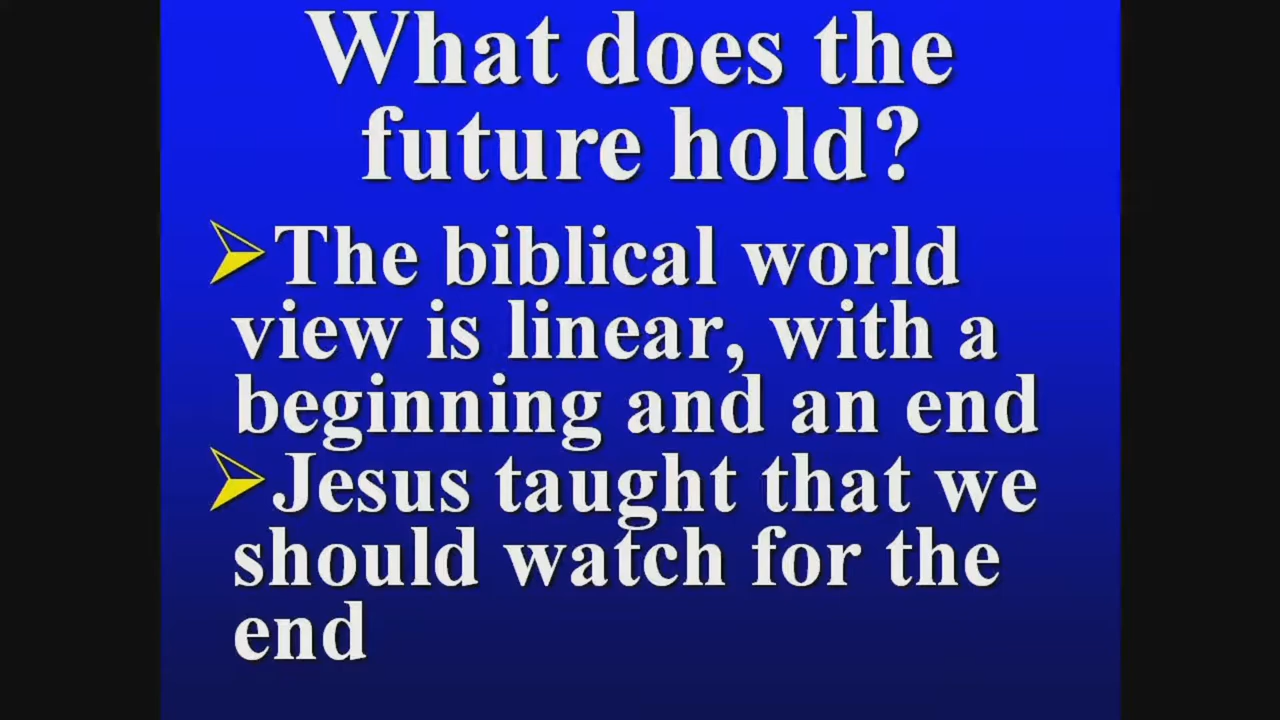 What does the
future hold?
The biblical world
view is linear, with a
beginning and an end
Jesus taught that we
should watch for the
end